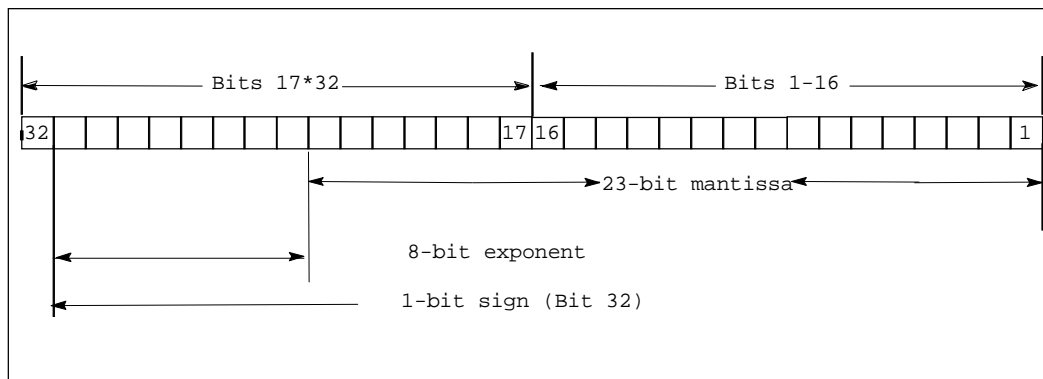 Bits 17*32
Bits 1-16
32
17
16
1
23-bit mantissa
8-bit exponent
1-bit sign (Bit 32)